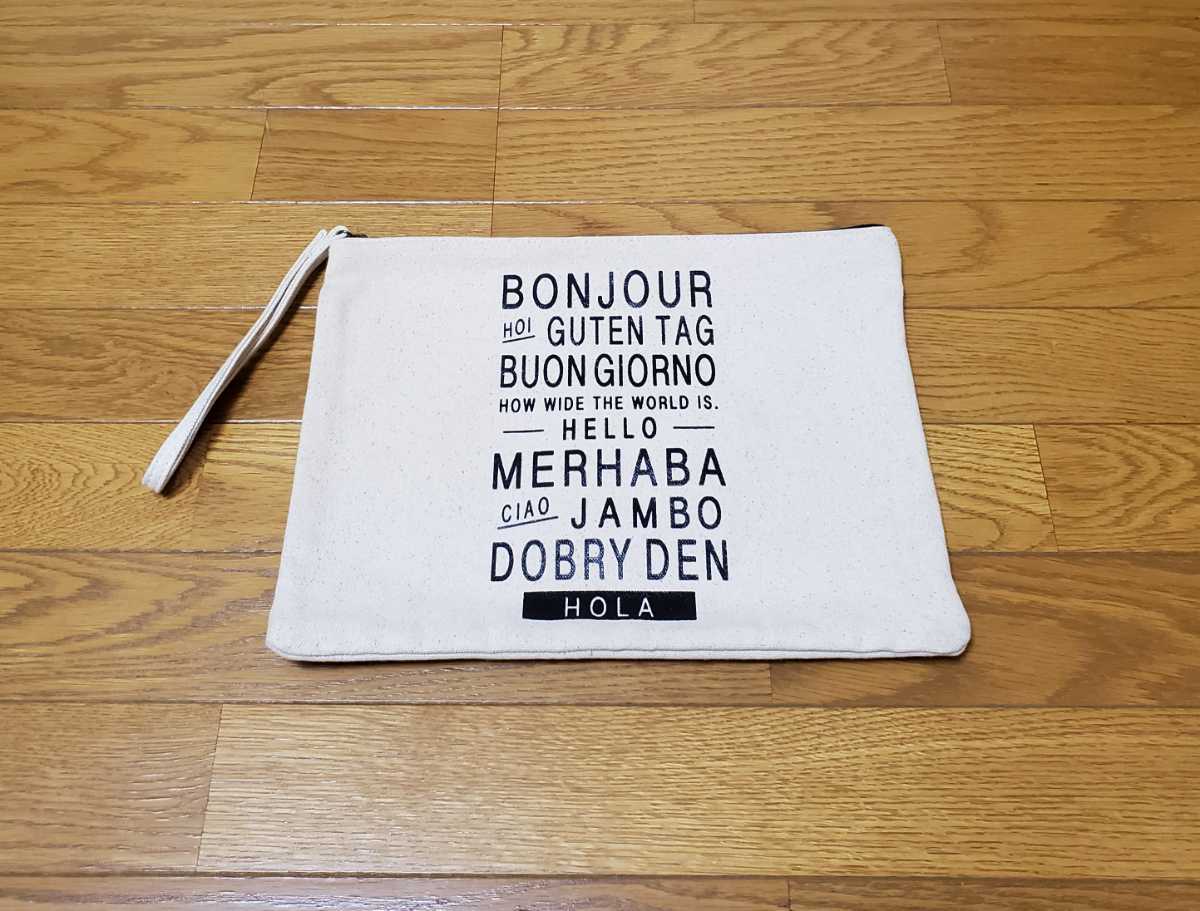 BONJOUR
HOI GUTEN TAG
BUON GIORNO
HOW WIDE THE WORLD IS.
HELLO
MERHABA
CIAO JAMBO
DOBRY DEN
HOLA